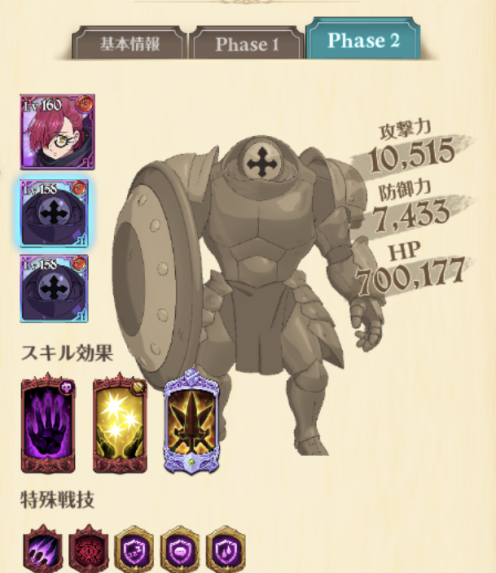 基本情報
Phase 1
Phase 2
Lv 160
攻撃力
10,515
Lv 158
防御力
7,433
HP
700,177
Lv 158
スキル効果
特殊戦技